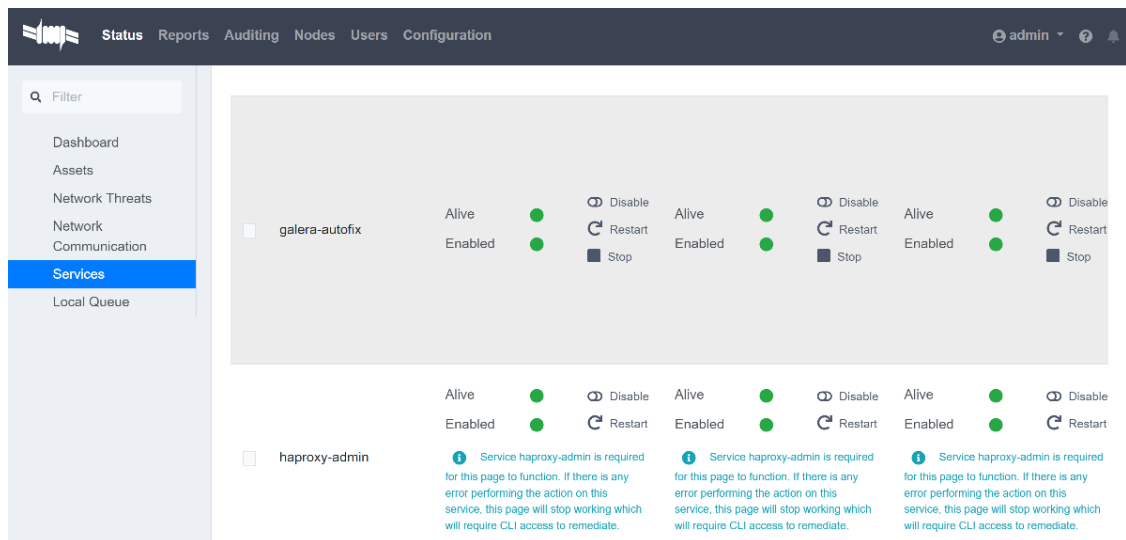 Status Reports Auditing Nodes Users Configuration admin
Filter
Dashboard
Assets
Network Threats
Network
Communication
Services
Local Queue
galera-autofix
Alive
Enabled
Disable
Restart
Stop
Alive
Enabled
Disable
Restart
Stop
Alive
Enabled
Disable
Restart
Stop
haproxy-admin
Alive
Enabled
Disable
Restart
Service haproxy-admin is required
for this page to function. If there is any
error performing the action on this
service, this page will stop working which
will require CLI access to remediate.
Alive
Enabled
Disable
Restart
Service haproxy-admin is required
for this page to function. If there is any
error performing the action on this
service, this page will stop working which
will require CLI access to remediate.
Alive
Enabled
Disable
Restart
Service haproxy-admin is required
for this page to function. If there is any
error performing the action on this
service, this page will stop working which
will require CLI access to remediate.